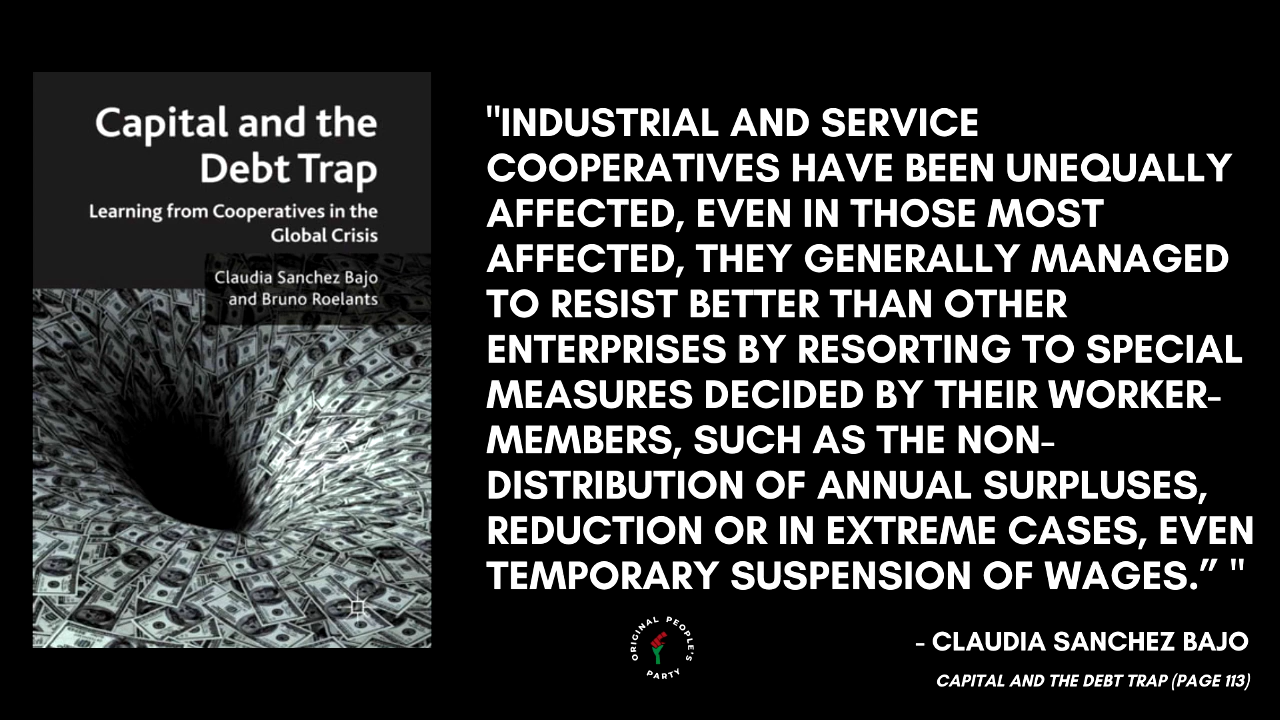 Capital and the
Debt Trap
Learning from Cooperatives in the
Global Crisis
Claudia Sanchez Bajo
and Bruno Roelants
"INDUSTRIAL AND SERVICE
COOPERATIVES HAVE BEEN UNEQUALLY
AFFECTED, EVEN IN THOSE MOST
AFFECTED, THEY GENERALLY MANAGED
TO RESIST BETTER THAN OTHER
ENTERPRISES BY RESORTING TO SPECIAL
MEASURES DECIDED BY THEIR WORKER-
MEMBERS, SUCH AS THE NON-
DISTRIBUTION OF ANNUAL SURPLUSES,
REDUCTION OR IN EXTREME CASES, EVEN
TEMPORARY SUSPENSION OF WAGES.” "
- CLAUDIA SANCHEZ BAJO
CAPITAL AND THE DEBT TRAP (PAGE 113)
ORIGINAL PEOPLE'S
PARTY